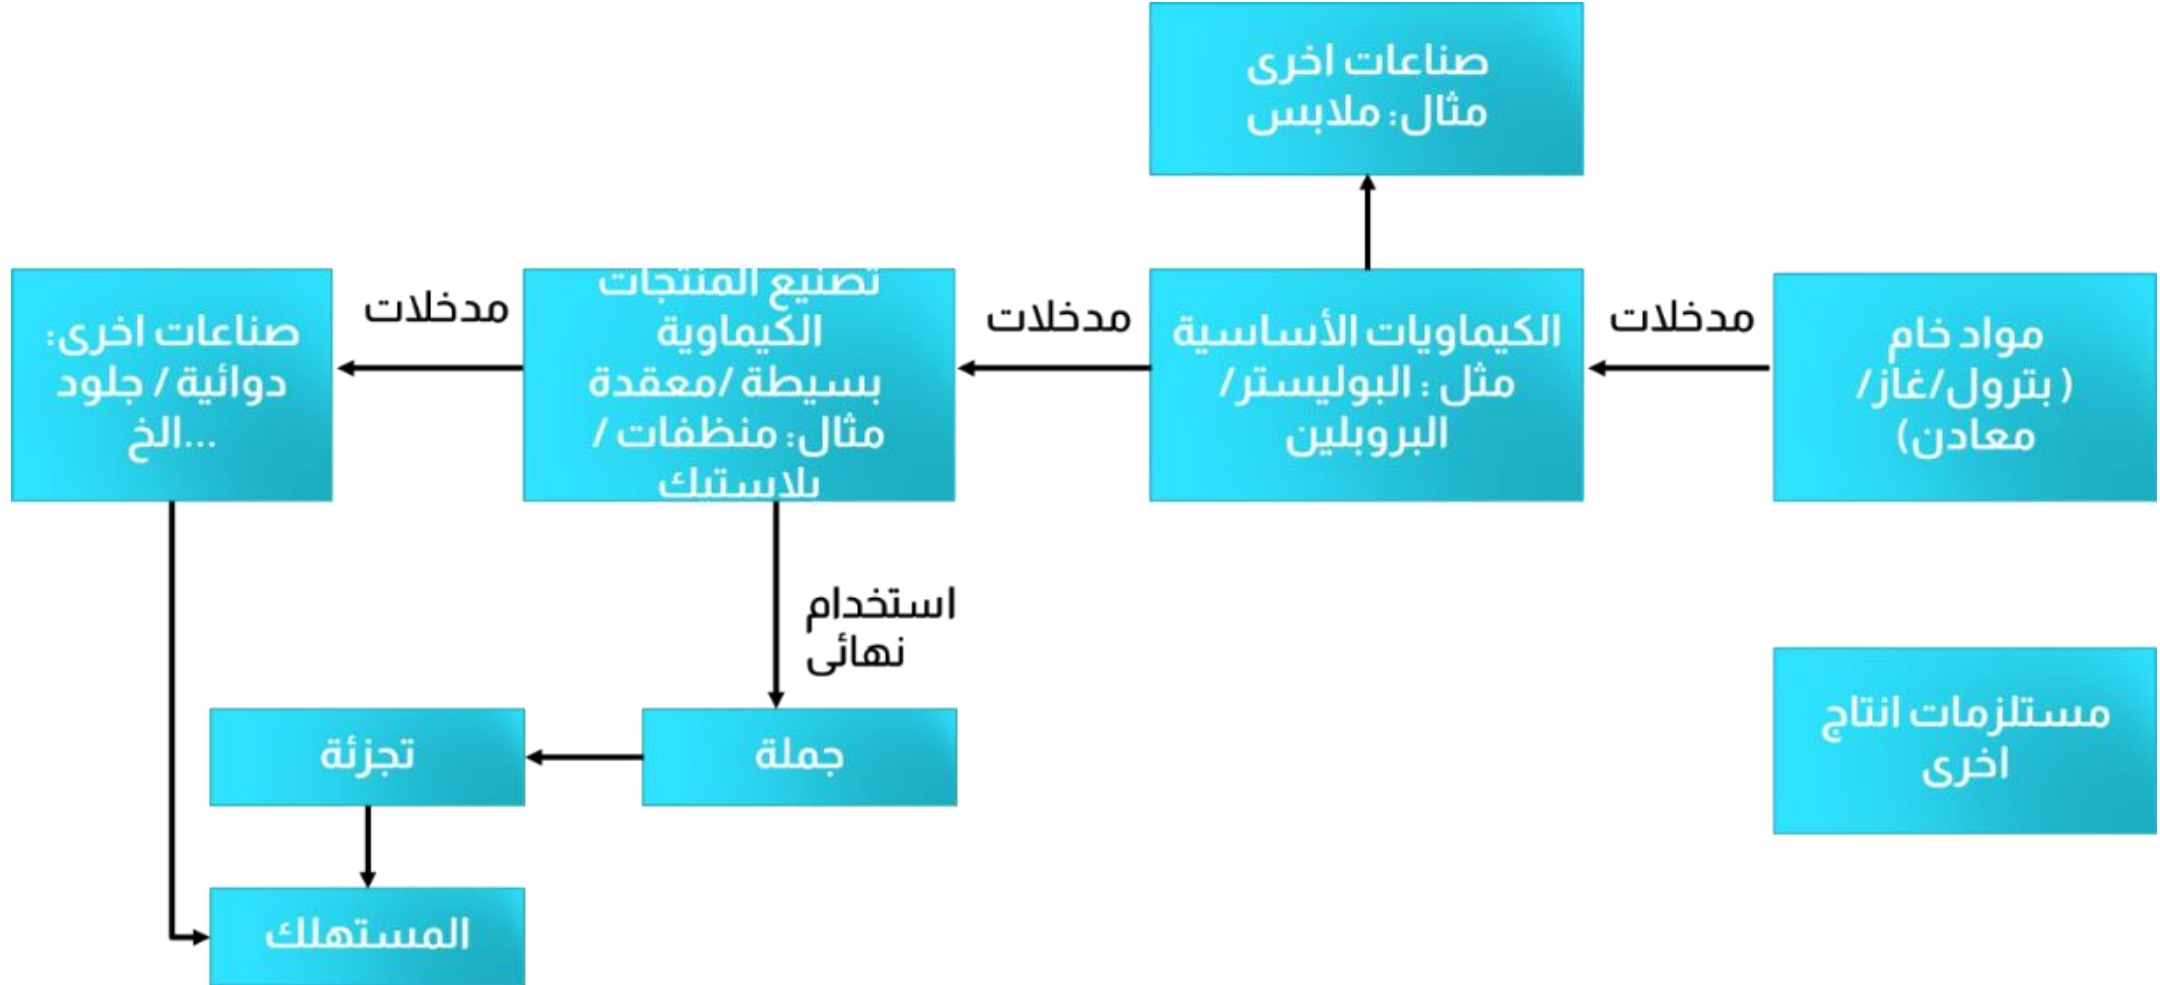 صناعات اخرى
مثال: ملابس
مواد خام
( بترول/غاز/
معادن)
مدخلات
الكيماويات الأساسية
مثل : البوليستر/
البروبلين
مدخلات
تصنيع المنتجات
الكيماوية
بسيطة /معقدة
مثال: منظفات /
بلاستيك
مدخلات
صناعات اخرى:
دوائية / جلود
...الخ
استخدام
نهائى
مستلزمات انتاج
اخرى
جملة
تجزئة
المستهلك